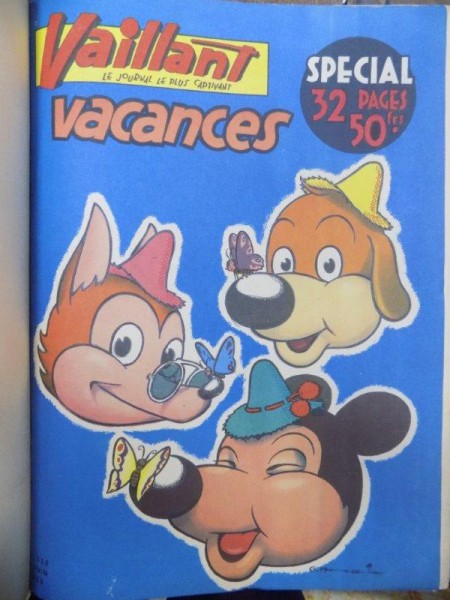 Vaillant
LE JOURNAL LE PLUS CAPTIVANT
vacances
SPECIAL
32 PAGES
50 frs.